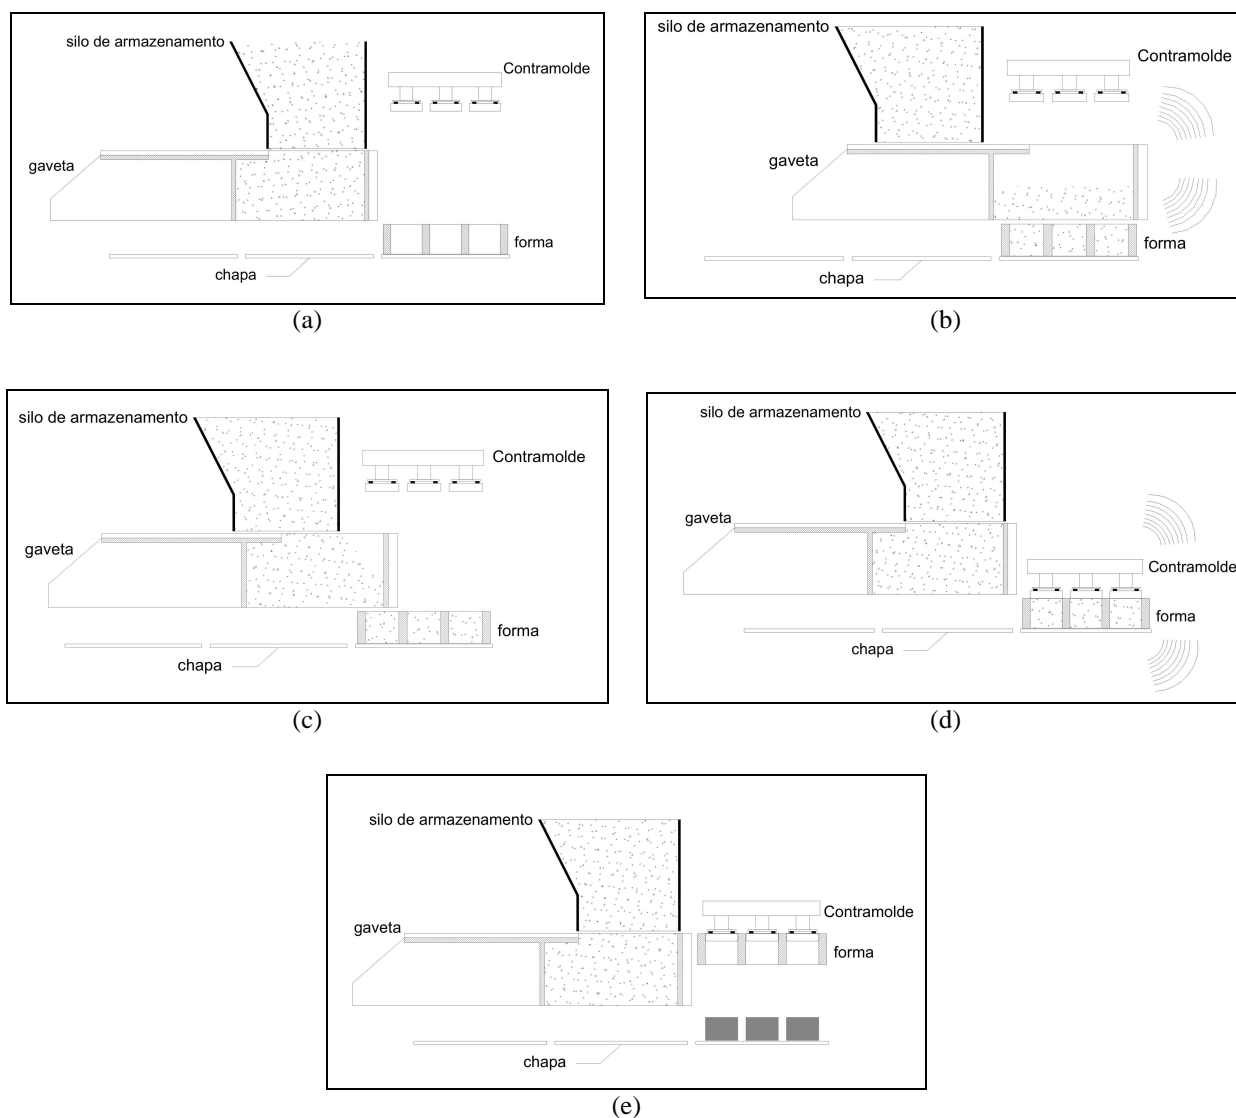 silo de armazenamento
Contramolde
gaveta
forma
chapa
(a)
silo de armazenamento
Contramolde
gaveta
forma
chapa
(b)
silo de armazenamento
Contramolde
gaveta
forma
chapa
(c)
silo de armazenamento
gaveta
Contramolde
forma
chapa
(d)
silo de armazenamento
Contramolde
gaveta
forma
chapa
(e)